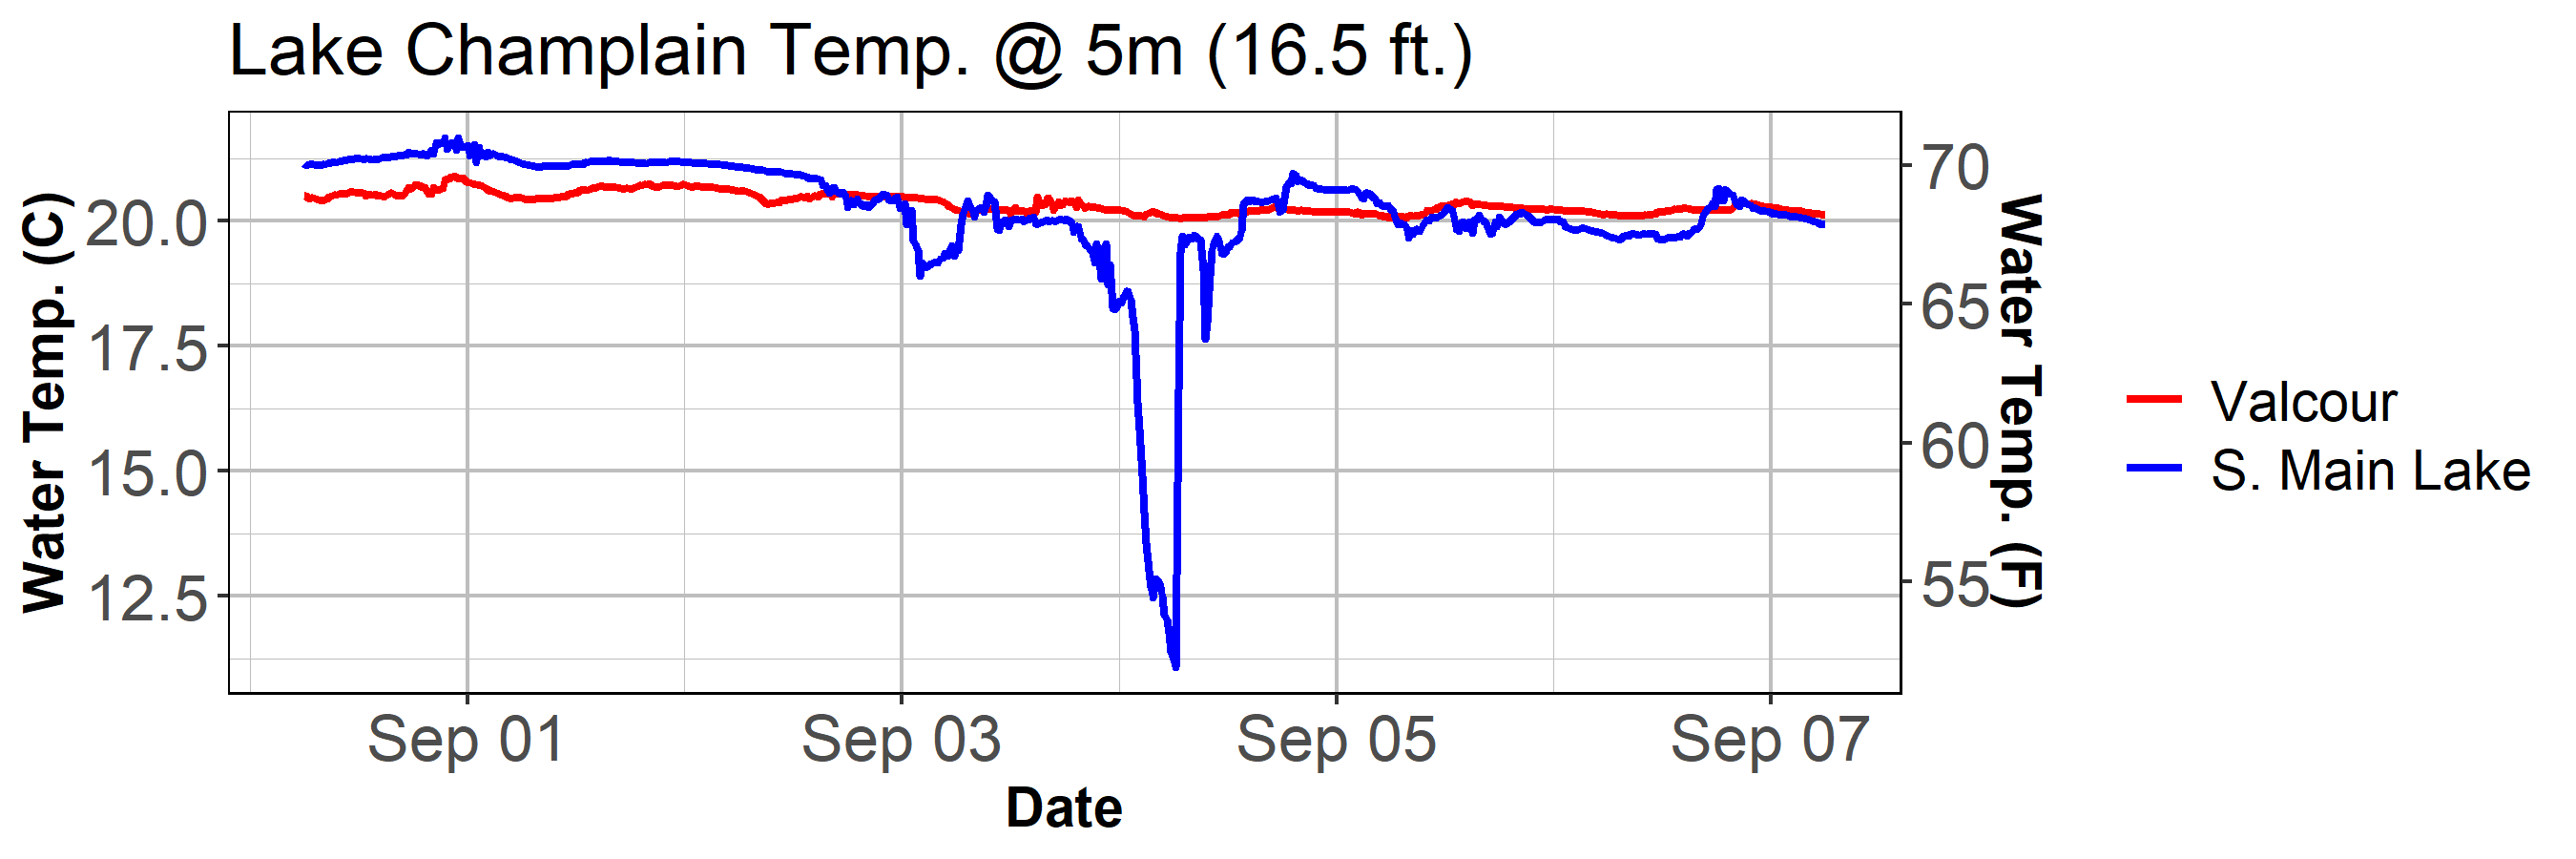 Lake Champlain Temp. @ 5m (16.5 ft.)
Water Temp. (C)
20.0
17.5
15.0
12.5
70
65
60
55
Water Temp. (F)
Sep 01
Sep 03
Sep 05
Sep 07
Date
Valcour
S. Main Lake